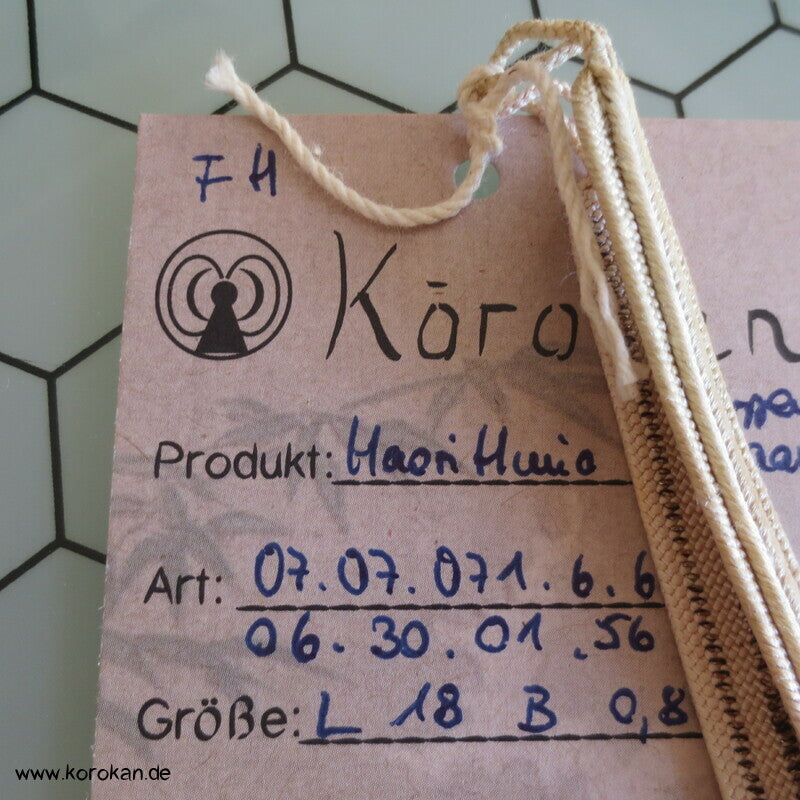 FH
Kōro
Produkt: Haori Himo
Art: 07.07.071.6.6
06.30.01.56
Größe: L 18 B 0,8
www.korokan.de